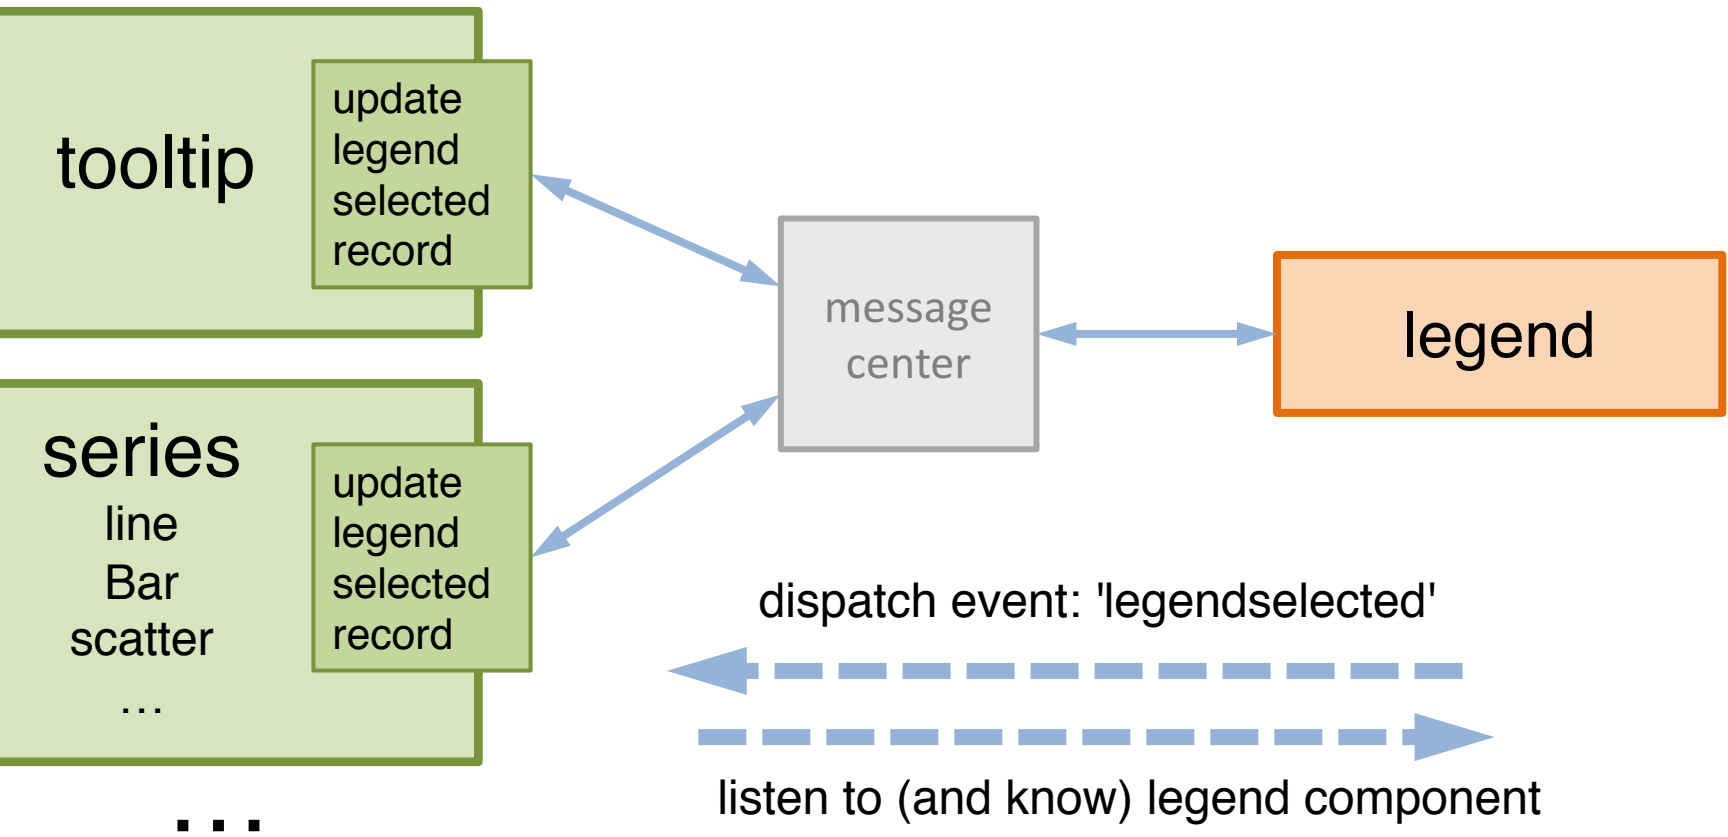 tooltip
update
legend
selected
record
series
line
Bar
scatter
…
update
legend
selected
record
…
message
center
legend
dispatch event: 'legendselected'
listen to (and know) legend component